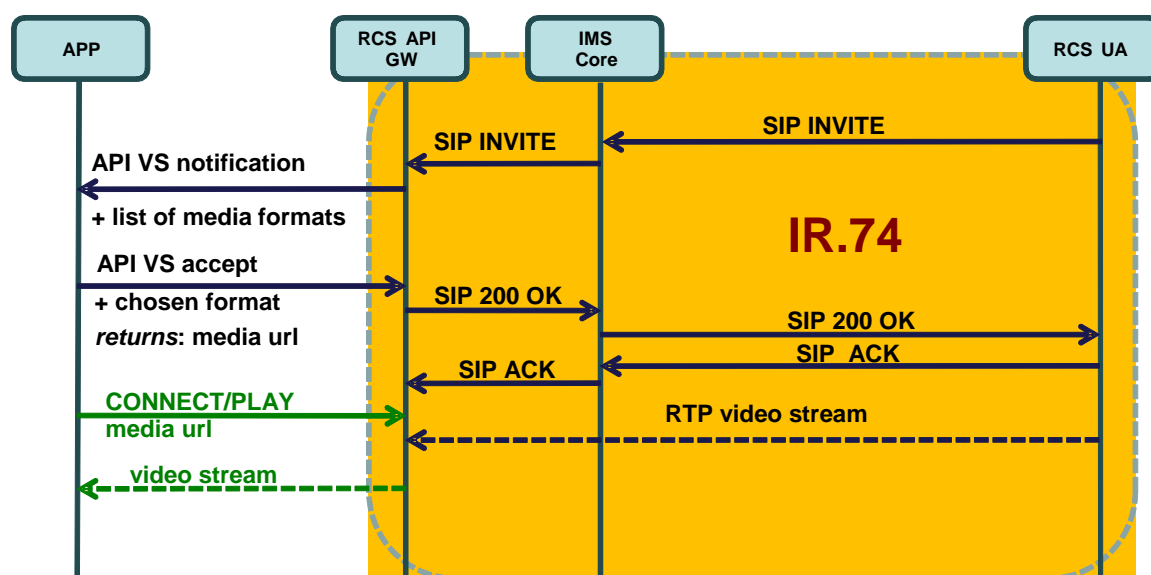 APP
RCS API
GW
IMS
Core
RCS UA
SIP INVITE
SIP INVITE
API VS notification
+ list of media formats
IR.74
API VS accept
+ chosen format
SIP 200 OK
returns: media url
SIP 200 OK
SIP ACK
SIP ACK
CONNECT/PLAY
media url
RTP video stream
video stream